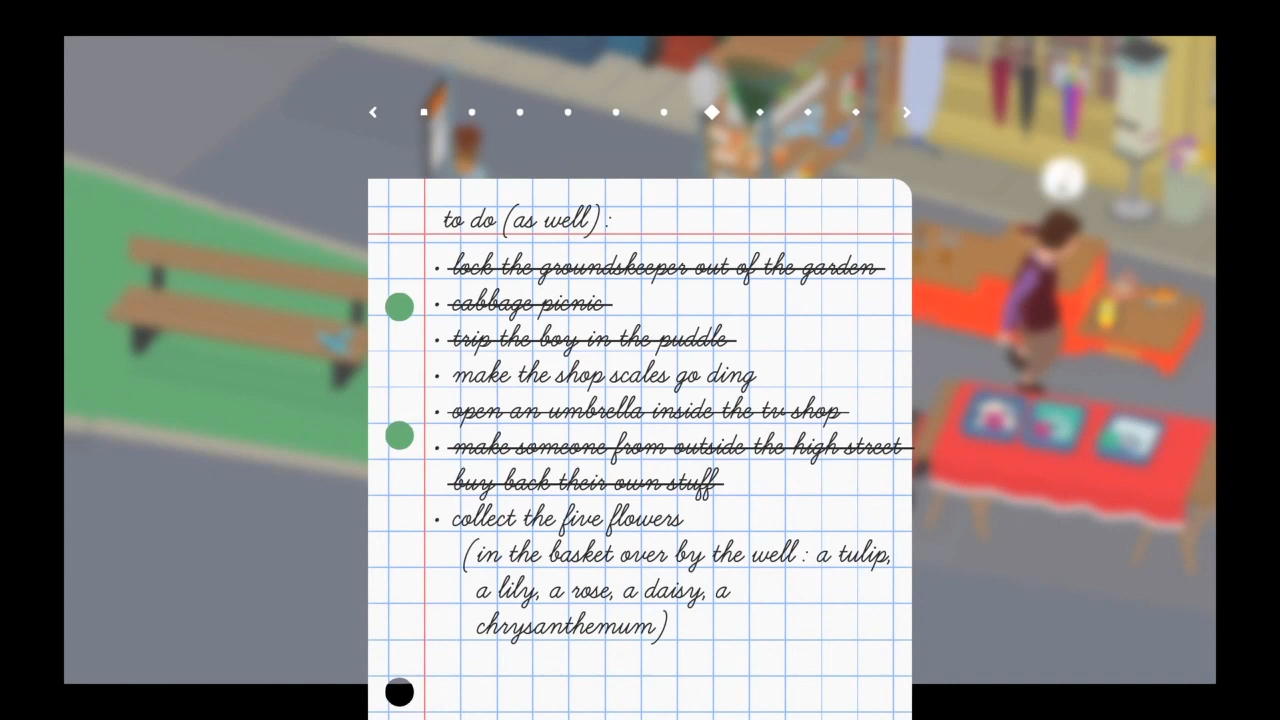 to do (as well) :
• lock the groundskeeper out of the garden
• cabbage picnic
• trip the boy in the puddle
• make the shop scales go ding
• open an umbrella inside the tv shop
• make someone from outside the high street
buy back their own stuff
• collect the five flowers
(in the basket over by the well : a tulip,
a lily, a rose, a daisy, a
chrysanthemum)